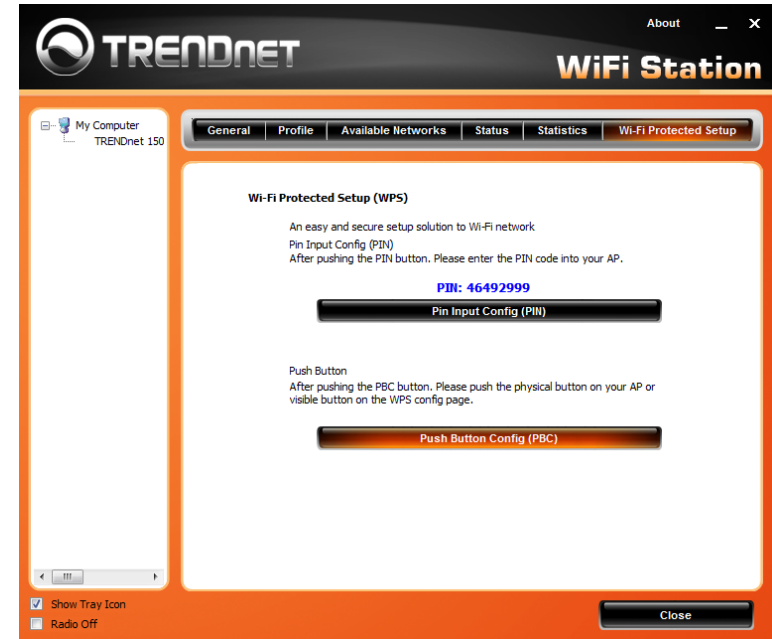 TRENDNET
About
WiFi Station
My Computer
TRENDnet 150
General Profile Available Networks Status Statistics Wi-Fi Protected Setup
Wi-Fi Protected Setup (WPS)
An easy and secure setup solution to Wi-Fi network
Pin Input Config (PIN)
After pushing the PIN button. Please enter the PIN code into your AP.
PIN: 46492999
Pin Input Config (PIN)
Push Button
After pushing the PBC button. Please push the physical button on your AP or
visible button on the WPS config page.
Push Button Config (PBC)
Show Tray Icon
Radio Off
Close